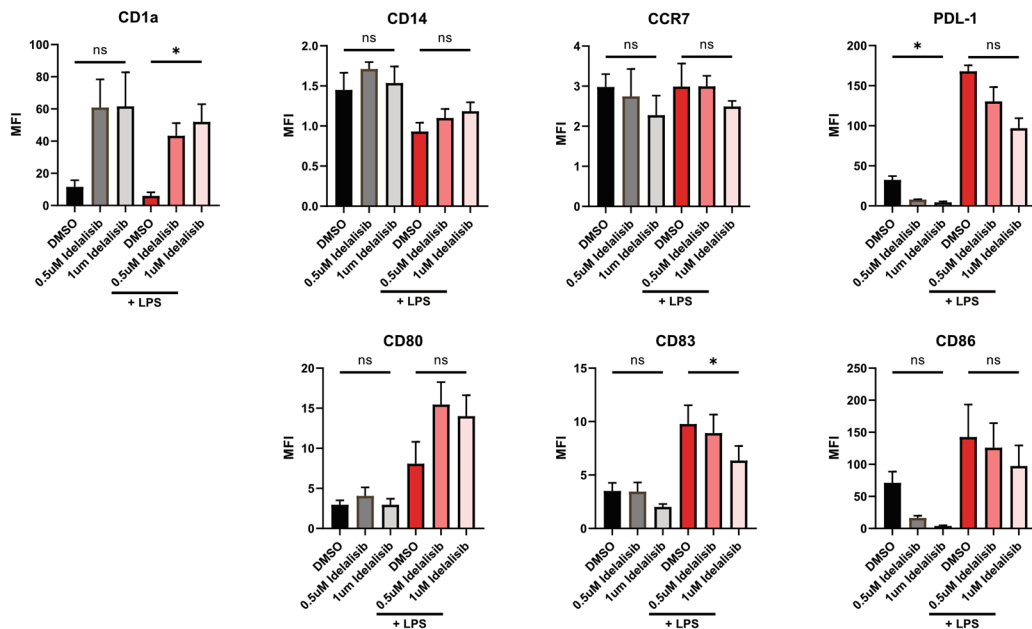 CD1a
ns
*
MFI
100
80
60
40
20
0
DMSO
0.5uM Idelalisib
1um Idelalisib
DMSO
0.5uM Idelalisib
1uM Idelalisib
+ LPS
CD14
ns
ns
MFI
2.0
1.5
1.0
0.5
0.0
DMSO
0.5uM Idelalisib
1um Idelalisib
DMSO
0.5uM Idelalisib
1uM Idelalisib
+ LPS
CCR7
ns
ns
MFI
4
3
2
1
0
DMSO
0.5uM Idelalisib
1um Idelalisib
DMSO
0.5uM Idelalisib
1uM Idelalisib
+ LPS
PDL-1
*
ns
MFI
200
150
100
50
0
DMSO
0.5uM Idelalisib
1um Idelalisib
DMSO
0.5uM Idelalisib
1uM Idelalisib
+ LPS
CD80
ns
ns
MFI
20
15
10
5
0
DMSO
0.5uM Idelalisib
1um Idelalisib
DMSO
0.5uM Idelalisib
1uM Idelalisib
+ LPS
CD83
ns
*
MFI
15
10
5
0
DMSO
0.5uM Idelalisib
1um Idelalisib
DMSO
0.5uM Idelalisib
1uM Idelalisib
+ LPS
CD86
ns
ns
MFI
250
200
150
100
50
0
DMSO
0.5uM Idelalisib
1um Idelalisib
DMSO
0.5uM Idelalisib
1uM Idelalisib
+ LPS